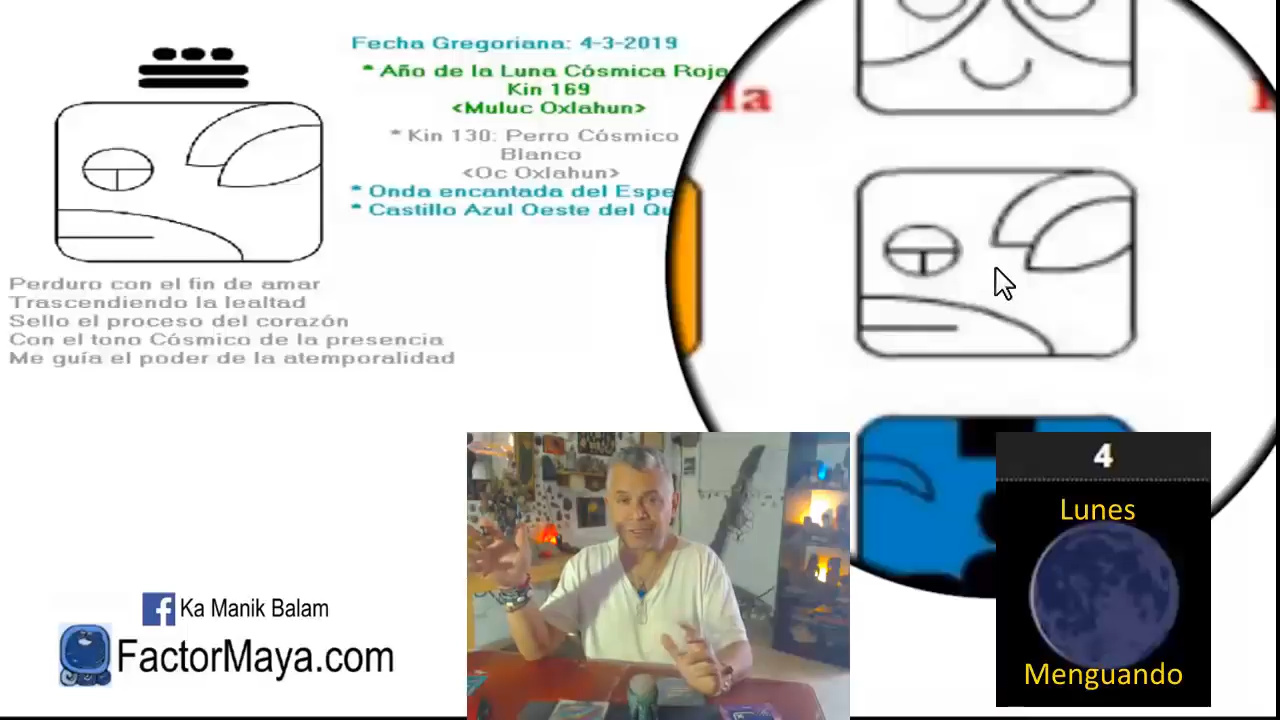 Fecha Gregoriana: 4-3-2019
* Año de la Luna Cósmica Roja
Kin 169
<Muluc Oxlahun>
* Kin 130: Perro Cósmico
Blanco
<Oc Oxlahun>
* Onda encantada del Espe
* Castillo Azul Oeste del Qu
Perduro con el fin de amar
Trascendiendo la lealtad
Sello el proceso del corazón
Con el tono Cósmico de la presencia
Me guía el poder de la atemporalidad
Ka Manik Balam
FactorMaya.com
4
Lunes
Menguando